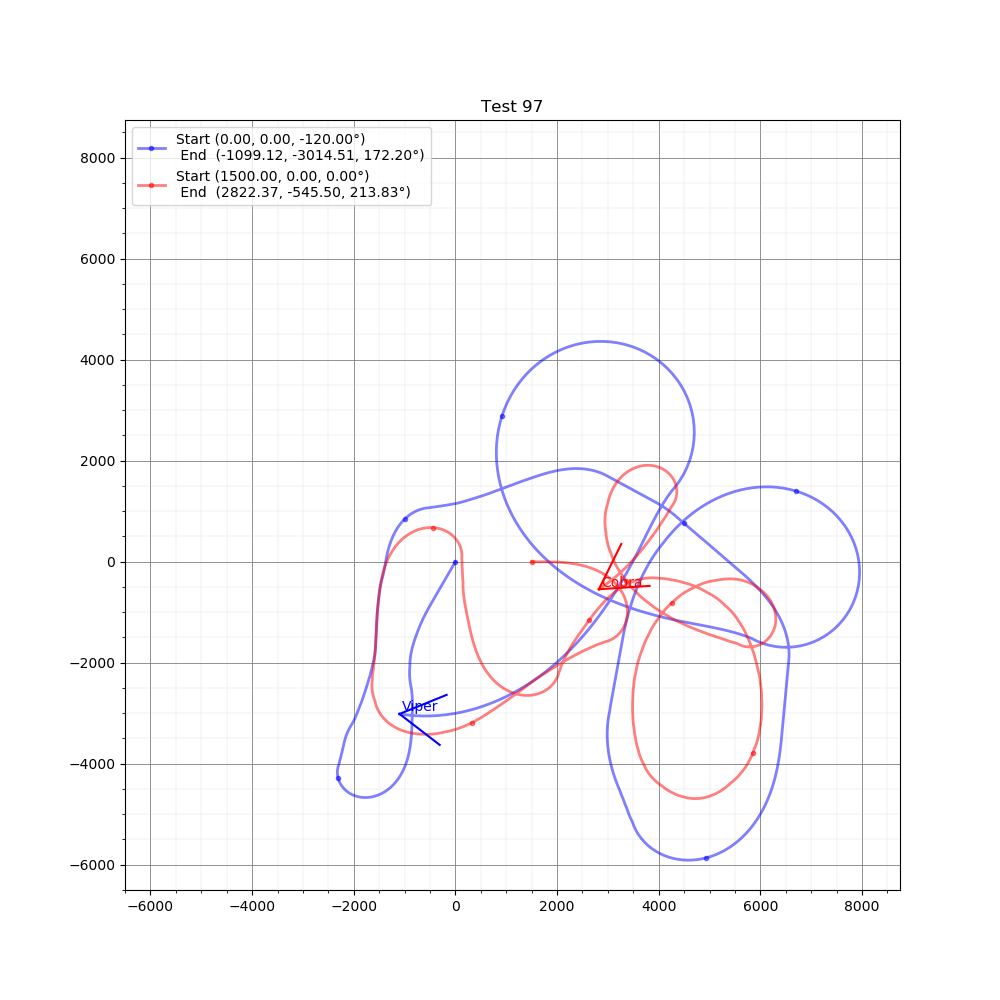 Test 97
Start (0.00, 0.00, -120.00°)
End  (-1099.12, -3014.51, 172.20°)
Start (1500.00, 0.00, 0.00°)
End  (2822.37, -545.50, 213.83°)
8000
6000
4000
2000
0
−2000
−4000
−6000
Cobra
Viper
−6000 −4000 −2000 0 2000 4000 6000 8000